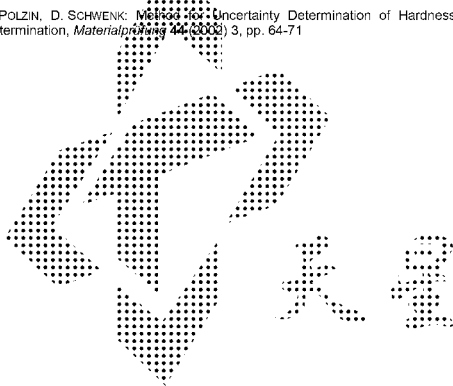 POLZIN, D. SCHWENK: Method for Uncertainty Determination of Hardness
termination, Materialprüfung 44 (2002) 3, pp. 64-71